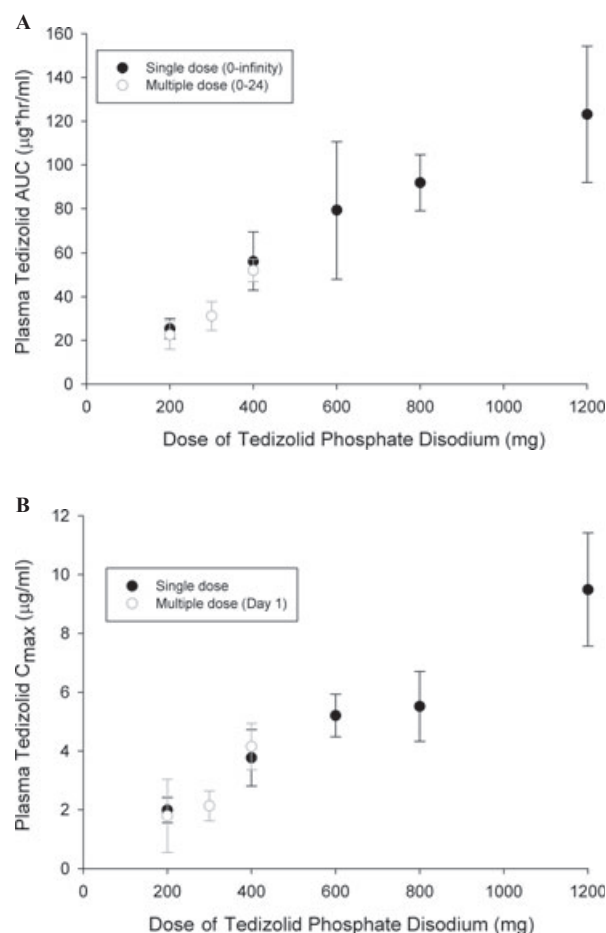 A
160
140
120
100
80
60
40
20
0
Plasma Tedizolid AUC (µg*hr/ml)
Single dose (0-infinity)
Multiple dose (0-24)
0 200 400 600 800 1000 1200
Dose of Tedizolid Phosphate Disodium (mg)
B
12
10
8
6
4
2
0
Plasma Tedizolid Cmax (µg/ml)
Single dose
Multiple dose (Day 1)
0 200 400 600 800 1000 1200
Dose of Tedizolid Phosphate Disodium (mg)